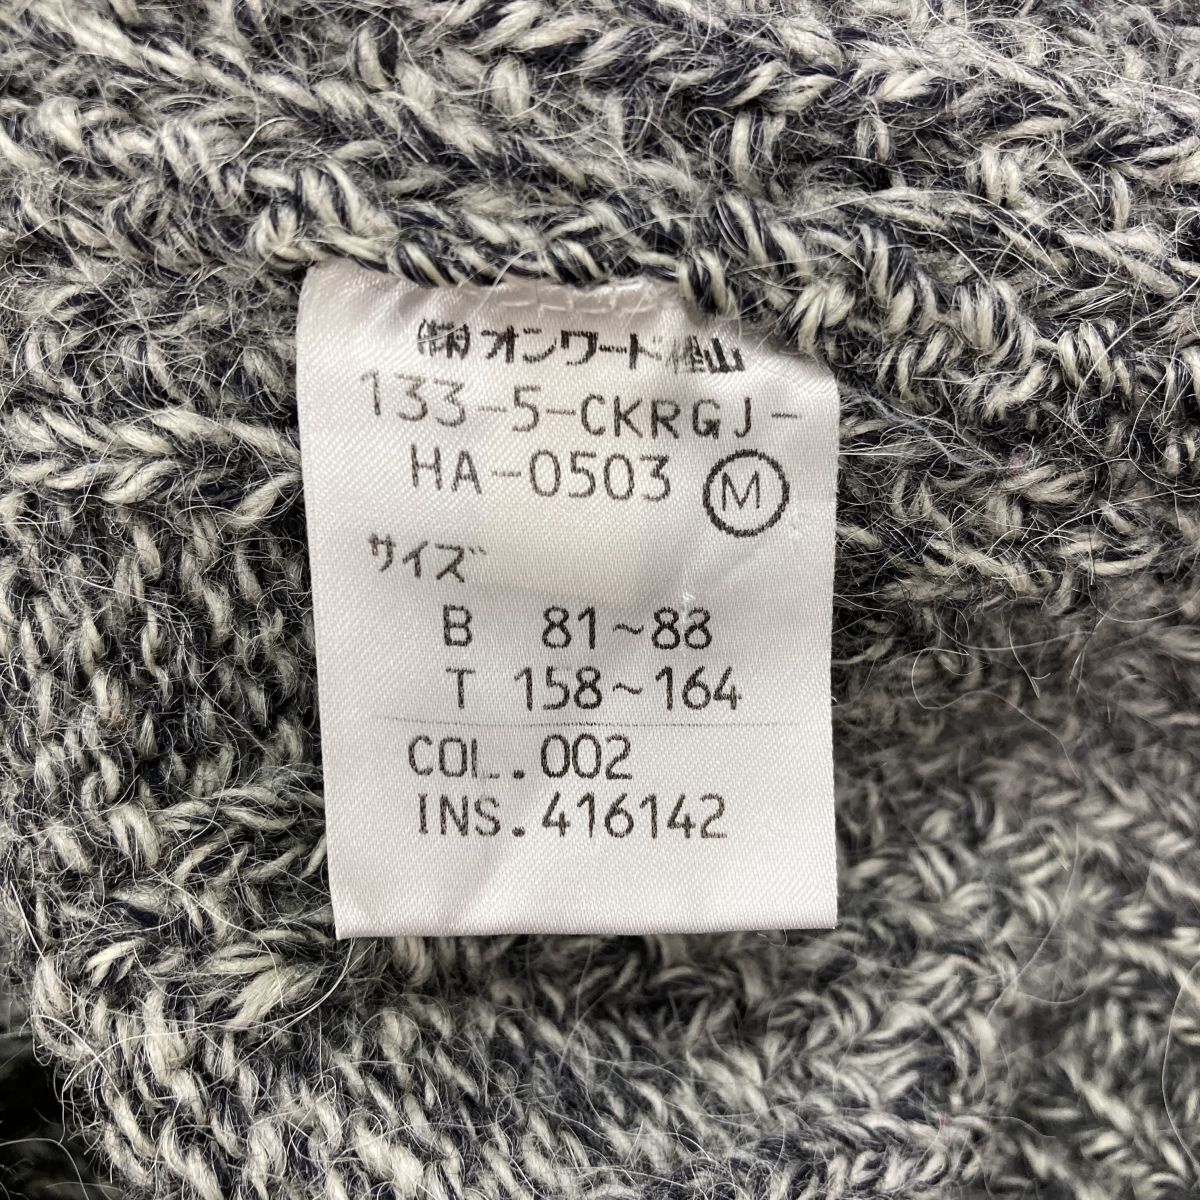 ㈱オンワード樫山
133-5-CKRGJ-
HA-0503 Ⓜ
サイズ
B 81~88
T 158~164
COL.002
INS.416142